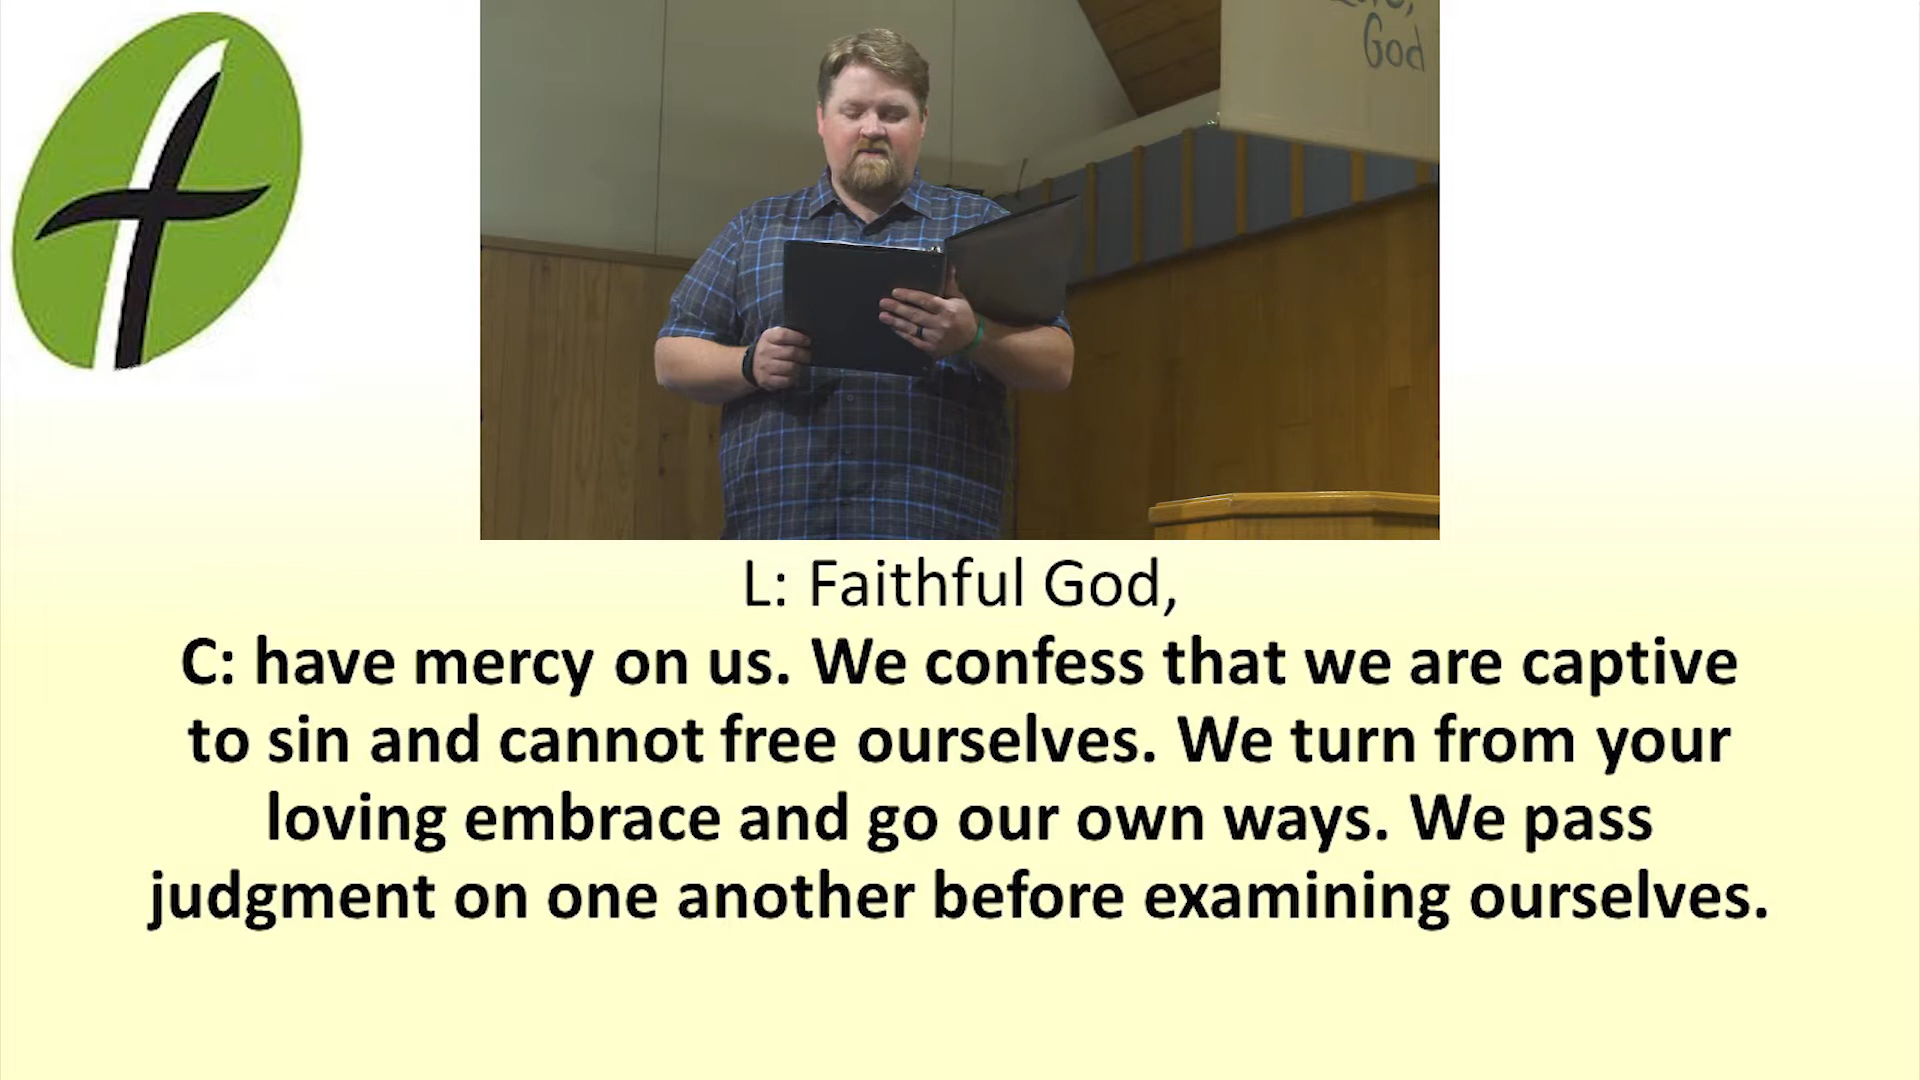 God
L: Faithful God,
C: have mercy on us. We confess that we are captive
to sin and cannot free ourselves. We turn from your
loving embrace and go our own ways. We pass
judgment on one another before examining ourselves.